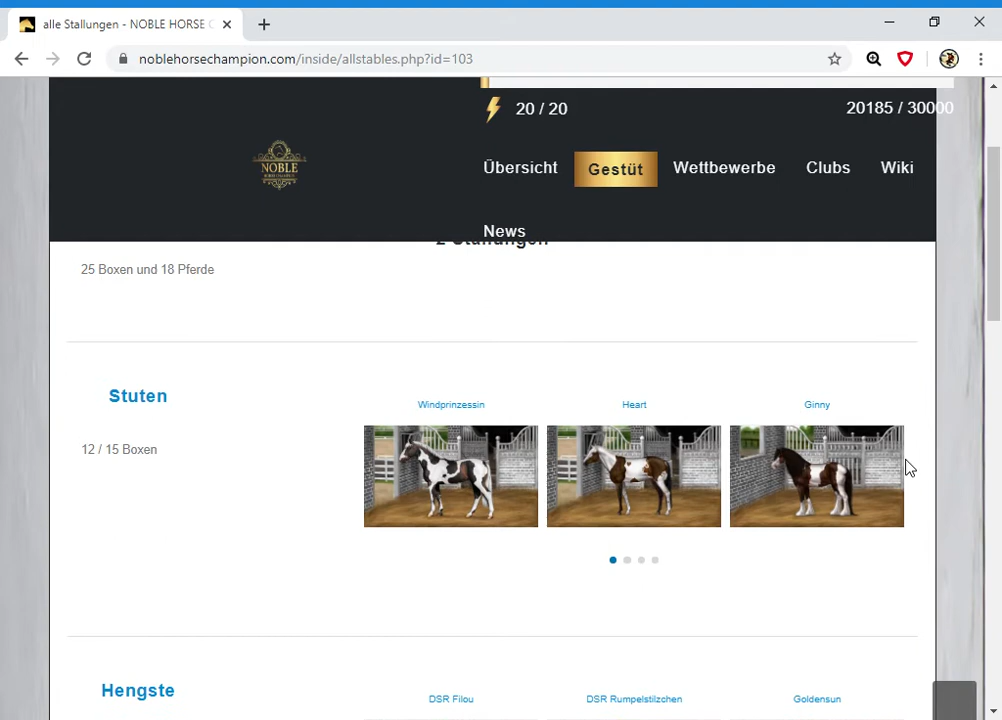 alle Stallungen - NOBLE HORSE C
noblehorsechampion.com/inside/allstables.php?id=103
20 / 20
20185 / 30000
NOBLE
Übersicht
Gestüt
Wettbewerbe
Clubs
Wiki
News
2 Stallungen
25 Boxen und 18 Pferde
Stuten
12 / 15 Boxen
Windprinzessin
Heart
Ginny
Hengste
DSR Filou
DSR Rumpelstilzchen
Goldensun